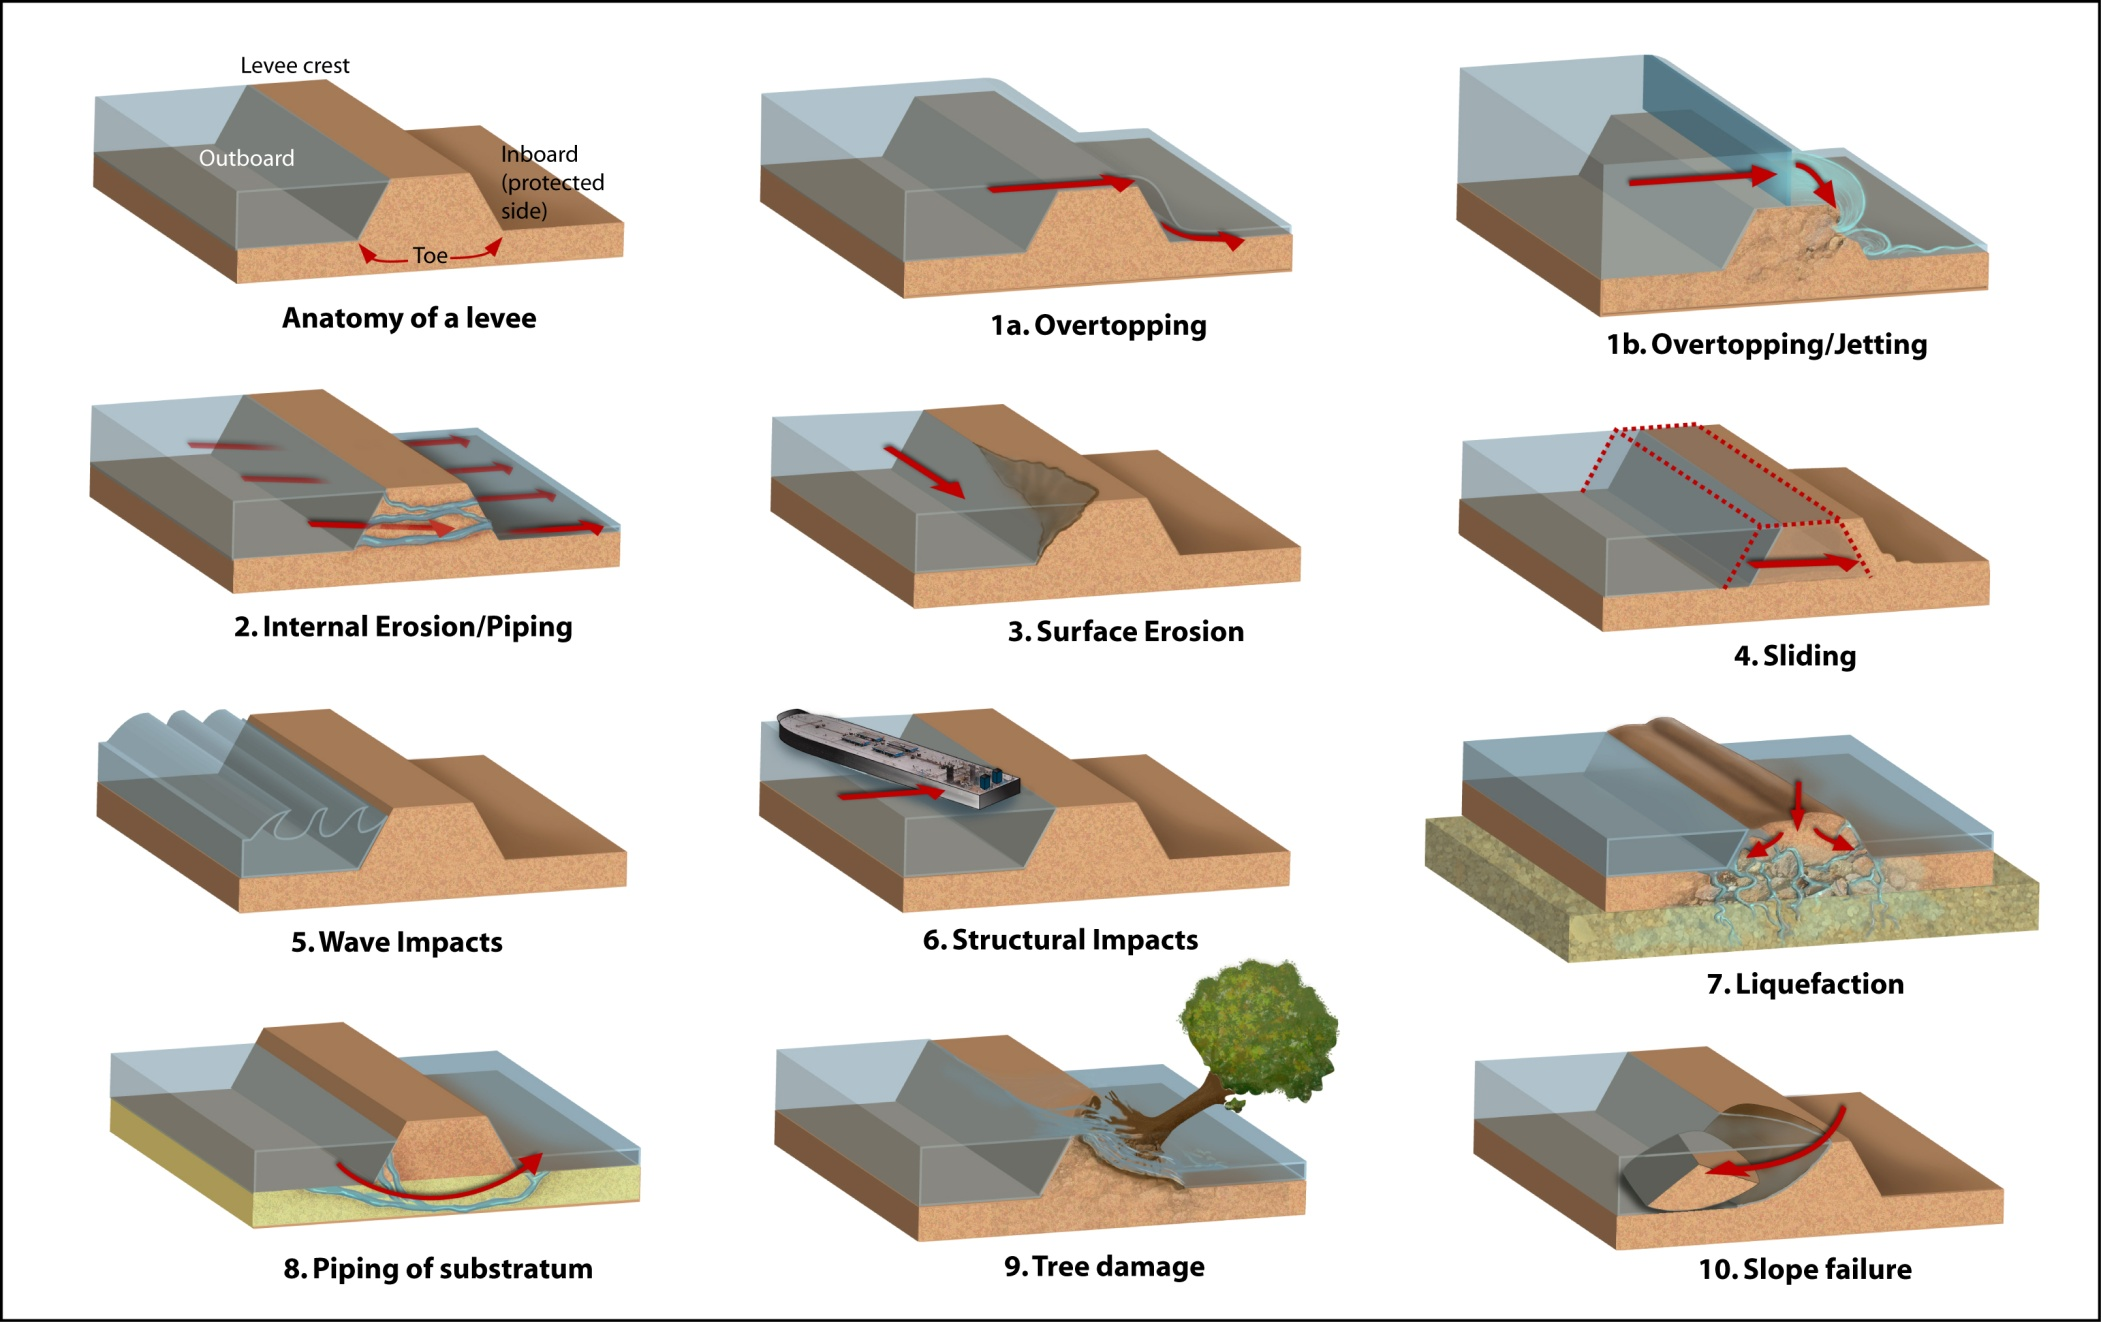 Levee crest
Outboard
Inboard
(protected
side)
Toe
Anatomy of a levee
1a. Overtopping
1b. Overtopping/Jetting
2. Internal Erosion/Piping
3. Surface Erosion
4. Sliding
5. Wave Impacts
6. Structural Impacts
7. Liquefaction
8. Piping of substratum
9. Tree damage
10. Slope failure